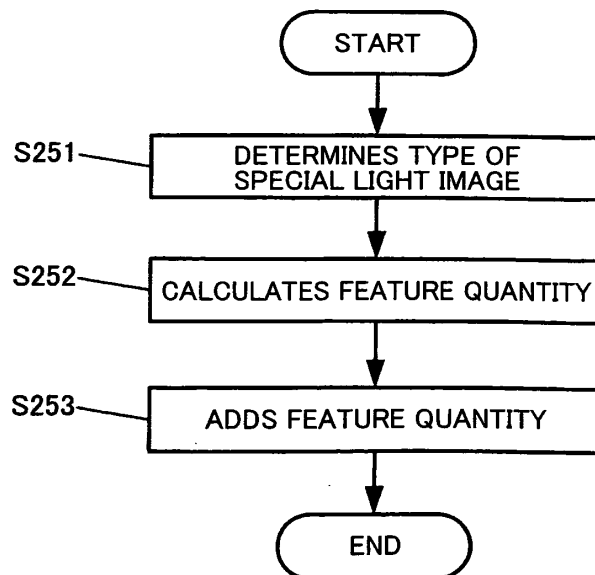 START
S251
DETERMINES TYPE OF
SPECIAL LIGHT IMAGE
S252
CALCULATES FEATURE QUANTITY
S253
ADDS FEATURE QUANTITY
END